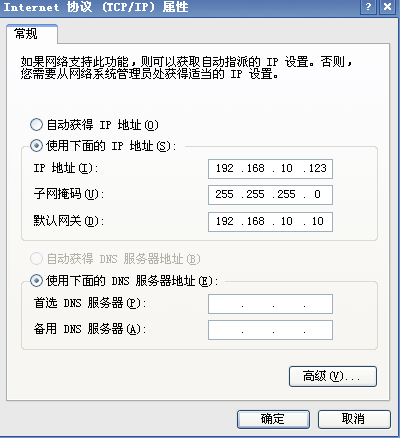 Internet 协议 (TCP/IP) 属性
常规
如果网络支持此功能,则可以获取自动指派的 IP 设置。否则,
您需要从网络系统管理员处获得适当的 IP 设置。
自动获得 IP 地址(O)
使用下面的 IP 地址(S):
IP 地址(I): 192 .168 . 10 .123
子网掩码(U): 255 .255 .255 . 0
默认网关(D): 192 .168 . 10 . 10
自动获得 DNS 服务器地址(B)
使用下面的 DNS 服务器地址(E):
首选 DNS 服务器(P): . . .
备用 DNS 服务器(A): . . .
高级(V)...
确定 取消